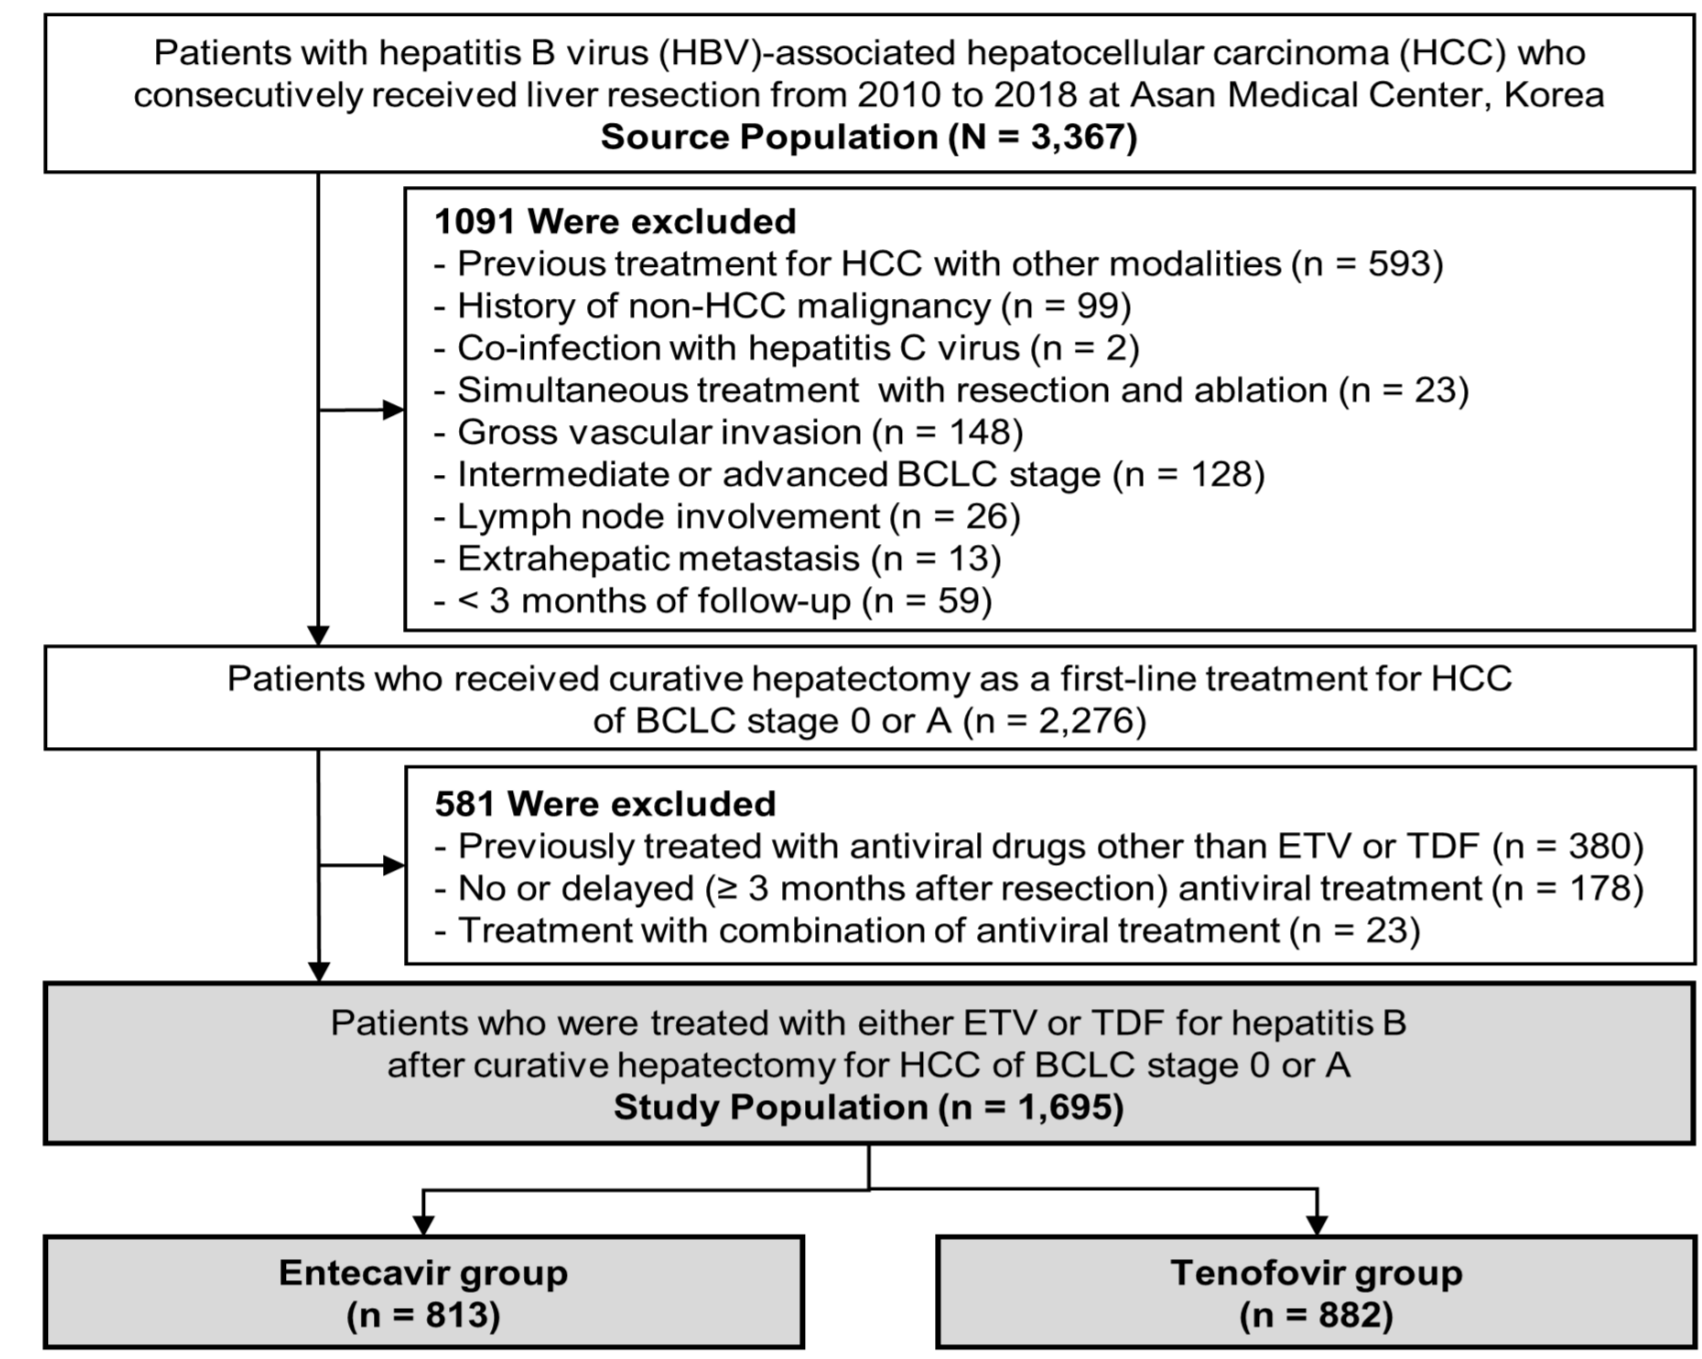 Patients with hepatitis B virus (HBV)-associated hepatocellular carcinoma (HCC) who
consecutively received liver resection from 2010 to 2018 at Asan Medical Center, Korea
Source Population (N = 3,367)
1091 Were excluded
- Previous treatment for HCC with other modalities (n = 593)
- History of non-HCC malignancy (n = 99)
- Co-infection with hepatitis C virus (n = 2)
- Simultaneous treatment with resection and ablation (n = 23)
- Gross vascular invasion (n = 148)
- Intermediate or advanced BCLC stage (n = 128)
- Lymph node involvement (n = 26)
- Extrahepatic metastasis (n = 13)
- < 3 months of follow-up (n = 59)
Patients who received curative hepatectomy as a first-line treatment for HCC
of BCLC stage 0 or A (n = 2,276)
581 Were excluded
- Previously treated with antiviral drugs other than ETV or TDF (n = 380)
- No or delayed (≥ 3 months after resection) antiviral treatment (n = 178)
- Treatment with combination of antiviral treatment (n = 23)
Patients who were treated with either ETV or TDF for hepatitis B
after curative hepatectomy for HCC of BCLC stage 0 or A
Study Population (n = 1,695)
Entecavir group
(n = 813)
Tenofovir group
(n = 882)